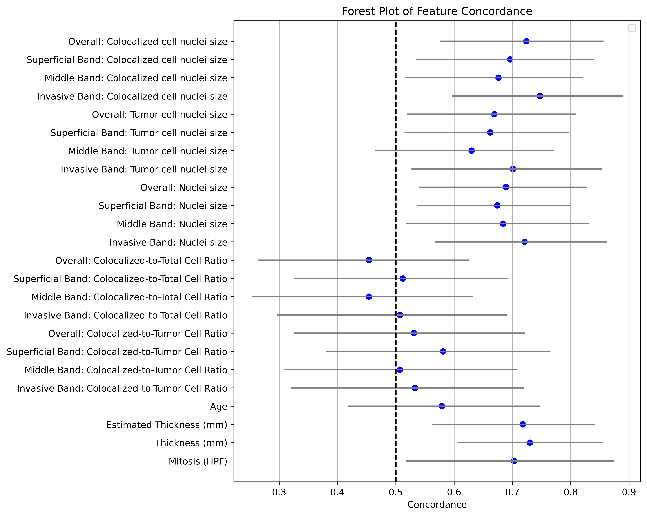 Forest Plot of Feature Concordance
Overall: Colocalized cell nuclei size
Superficial Band: Colocalized cell nuclei size
Middle Band: Colocalized cell nuclei size
Invasive Band: Colocalized cell nuclei size
Overall: Tumor cell nuclei size
Superficial Band: Tumor cell nuclei size
Middle Band: Tumor cell nuclei size
Invasive Band: Tumor cell nuclei size
Overall: Nuclei size
Superficial Band: Nuclei size
Middle Band: Nuclei size
Invasive Band: Nuclei size
Overall: Colocalized-to-Total Cell Ratio
Superficial Band: Colocalized-to-Total Cell Ratio
Middle Band: Colocalized-to-Total Cell Ratio
Invasive Band: Colocalized-to-Total Cell Ratio
Overall: Colocalized-to-Tumor Cell Ratio
Superficial Band: Colocalized-to-Tumor Cell Ratio
Middle Band: Colocalized-to-Tumor Cell Ratio
Invasive Band: Colocalized-to-Tumor Cell Ratio
Age
Estimated Thickness (mm)
Thickness (mm)
Mitosis (HPF)
0.3 0.4 0.5 0.6 0.7 0.8 0.9
Concordance